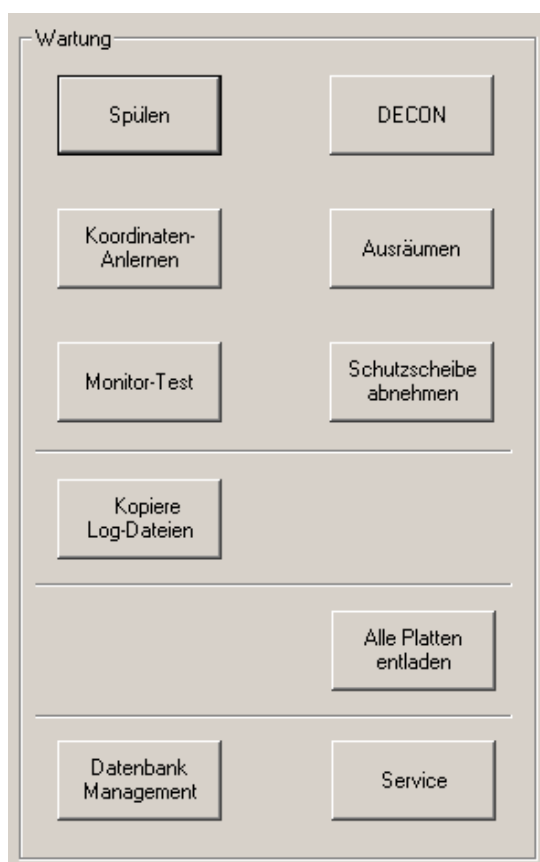 Wartung
Spülen
DECON
Koordinaten-
Anlernen
Ausräumen
Monitor-Test
Schutzscheibe
abnehmen
Kopiere
Log-Dateien
Alle Platten
entladen
Datenbank
Management
Service